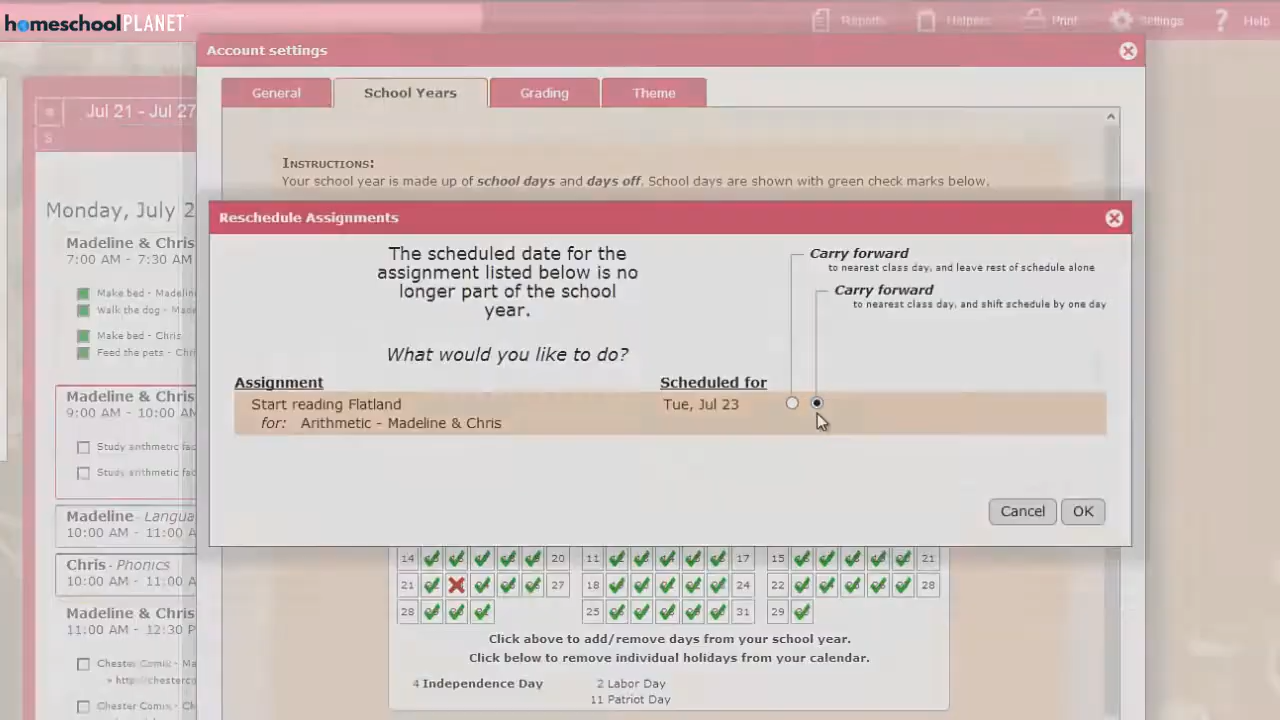 homeschoolPLANET
Reports
Helpers
Print
Settings
Help
Account settings
Jul 21 - Jul 27
General
School Years
Grading
Theme
S
INSTRUCTIONS:
Your school year is made up of school days and days off. School days are shown with green check marks below.
Monday, July 2
Reschedule Assignments
Madeline & Chris
7:00 AM - 7:30 AM
The scheduled date for the
assignment listed below is no
longer part of the school
year.
What would you like to do?
Carry forward
to nearest class day, and leave rest of schedule alone
Carry forward
to nearest class day, and shift schedule by one day
Make bed - Madelin
Walk the dog - Made
Make bed - Chris
Feed the pets - Chri
Assignment
Scheduled for
Start reading Flatland
Tue, Jul 23
for: Arithmetic - Madeline & Chris
Madeline & Chris
9:00 AM - 10:00 AM
Study arithmetic fac
Study arithmetic fac
Cancel
OK
Madeline - Langua
10:00 AM - 11:00 AM
Chris - Phonics
10:00 AM - 11:00 AM
Madeline & Chris
11:00 AM - 12:30 P
Chester Comix - Ma
» http://chesterco
Chester Comix - Ma
14 20 11 17 15 21
21 27 18 24 22 28
28 25 31 29
Click above to add/remove days from your school year.
Click below to remove individual holidays from your calendar.
4 Independence Day
2 Labor Day
11 Patriot Day